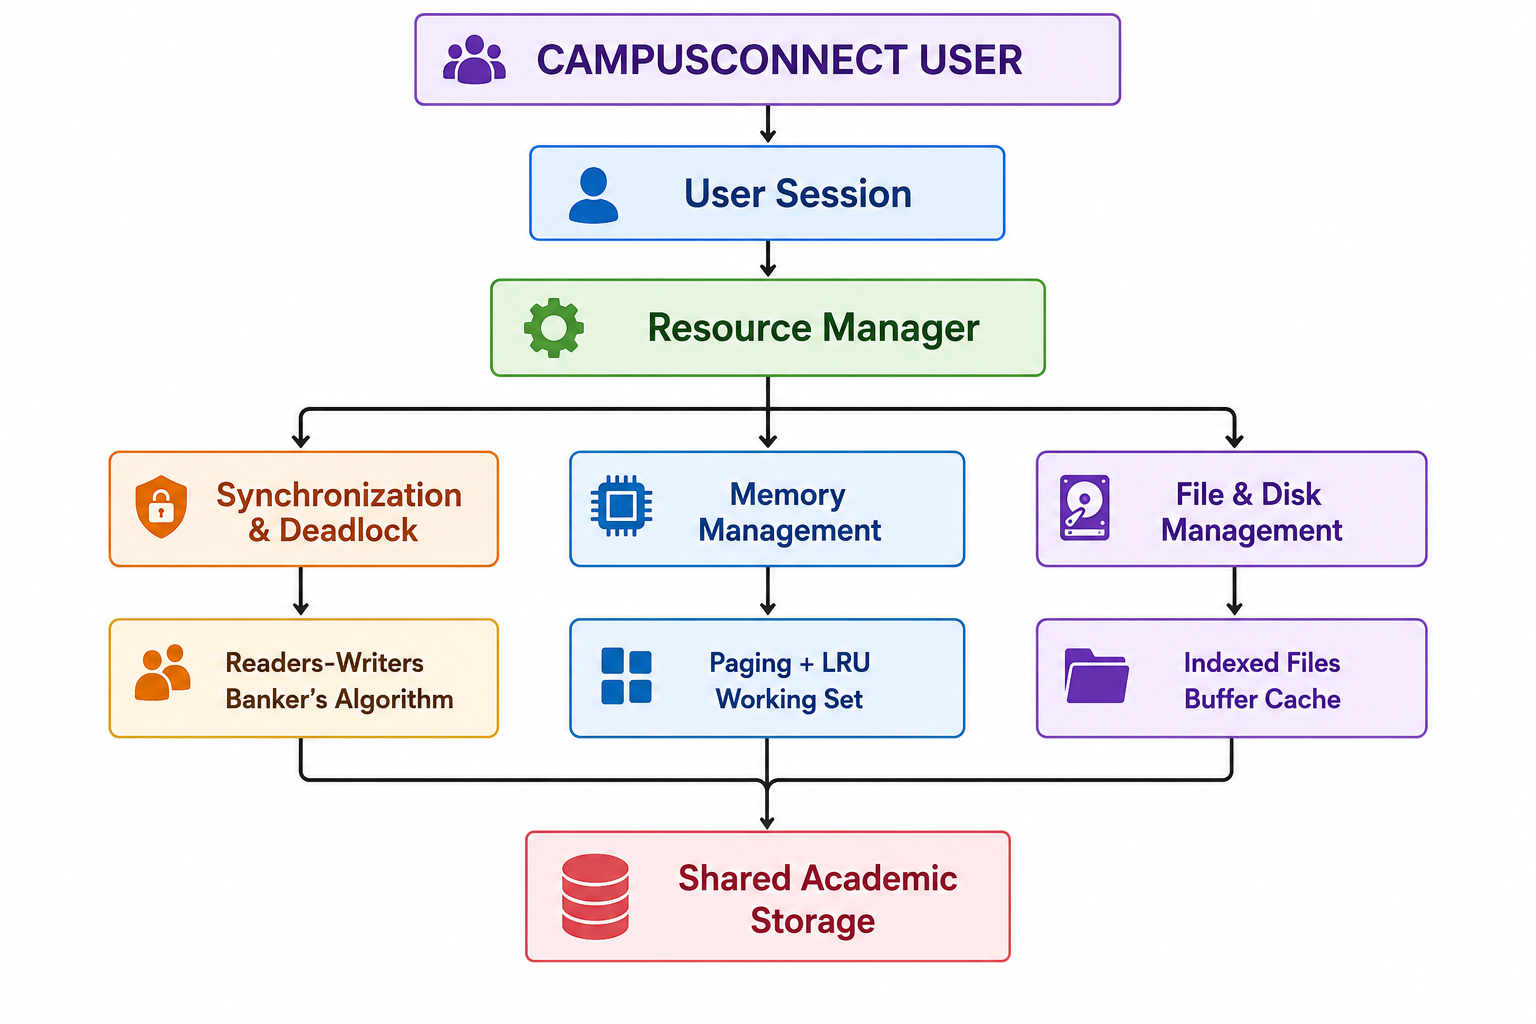 CAMPUSCONNECT USER
User Session
Resource Manager
Synchronization
& Deadlock
Memory
Management
File & Disk
Management
Readers-Writers
Banker’s Algorithm
Paging + LRU
Working Set
Indexed Files
Buffer Cache
Shared Academic
Storage